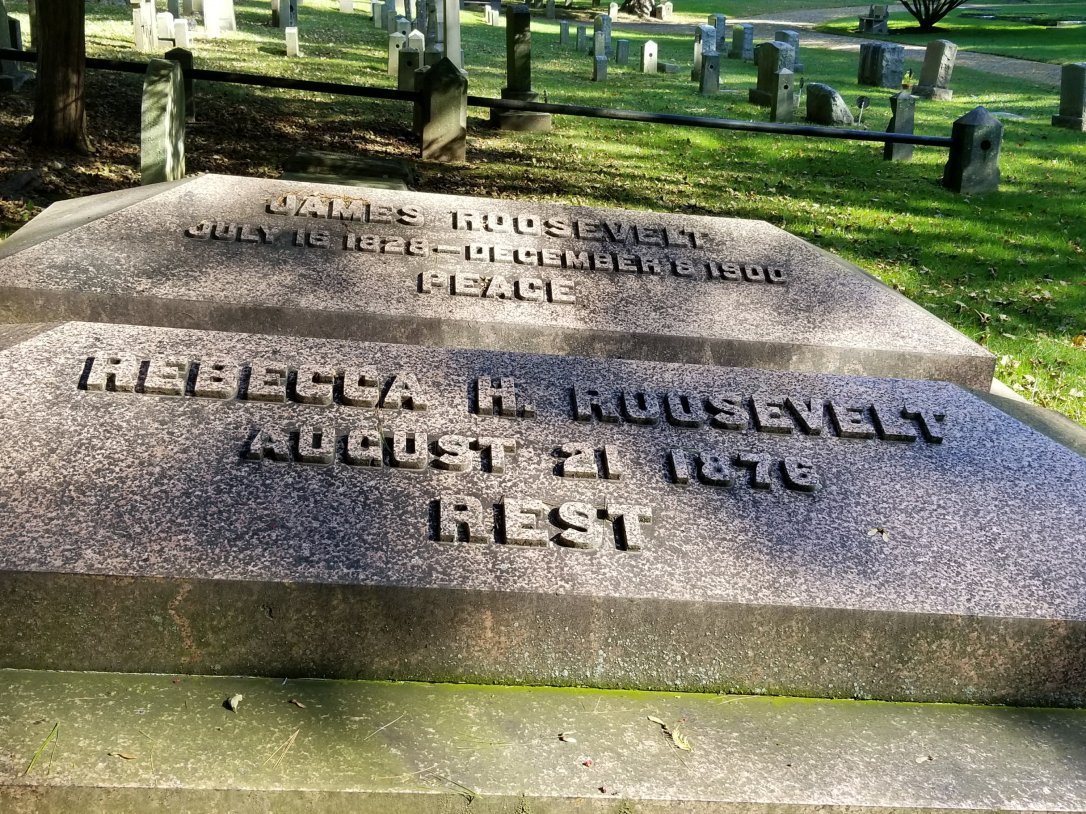 JAMES ROOSEVELT
JULY 16 1828–DECEMBER 8 1900
PEACE
REBECCA H. ROOSEVELT
AUGUST 21 1876
REST